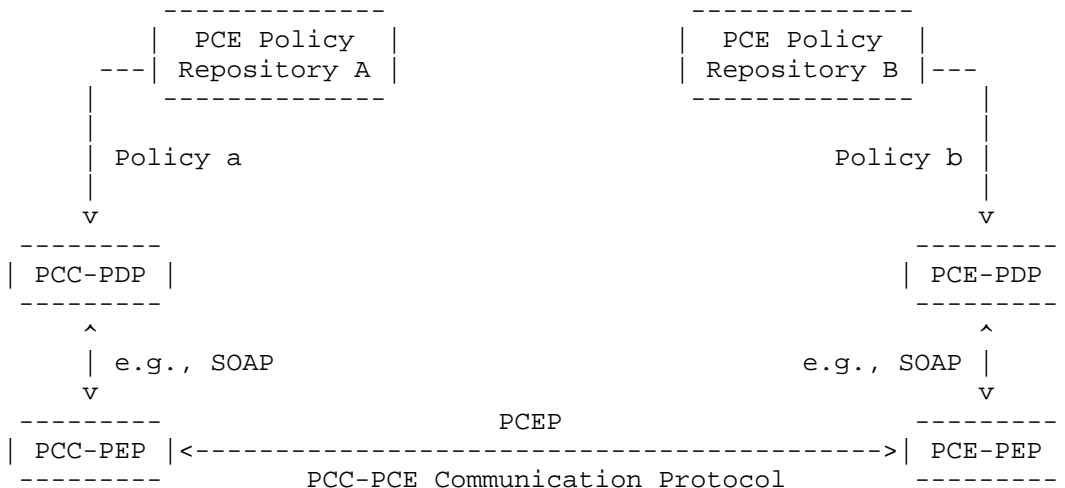 PCE Policy PCE Policy
Repository A Repository B
Policy a Policy b
PCC-PDP PCE-PDP
e.g., SOAP e.g., SOAP
PCEP
PCC-PEP PCE-PEP
PCC-PCE Communication Protocol